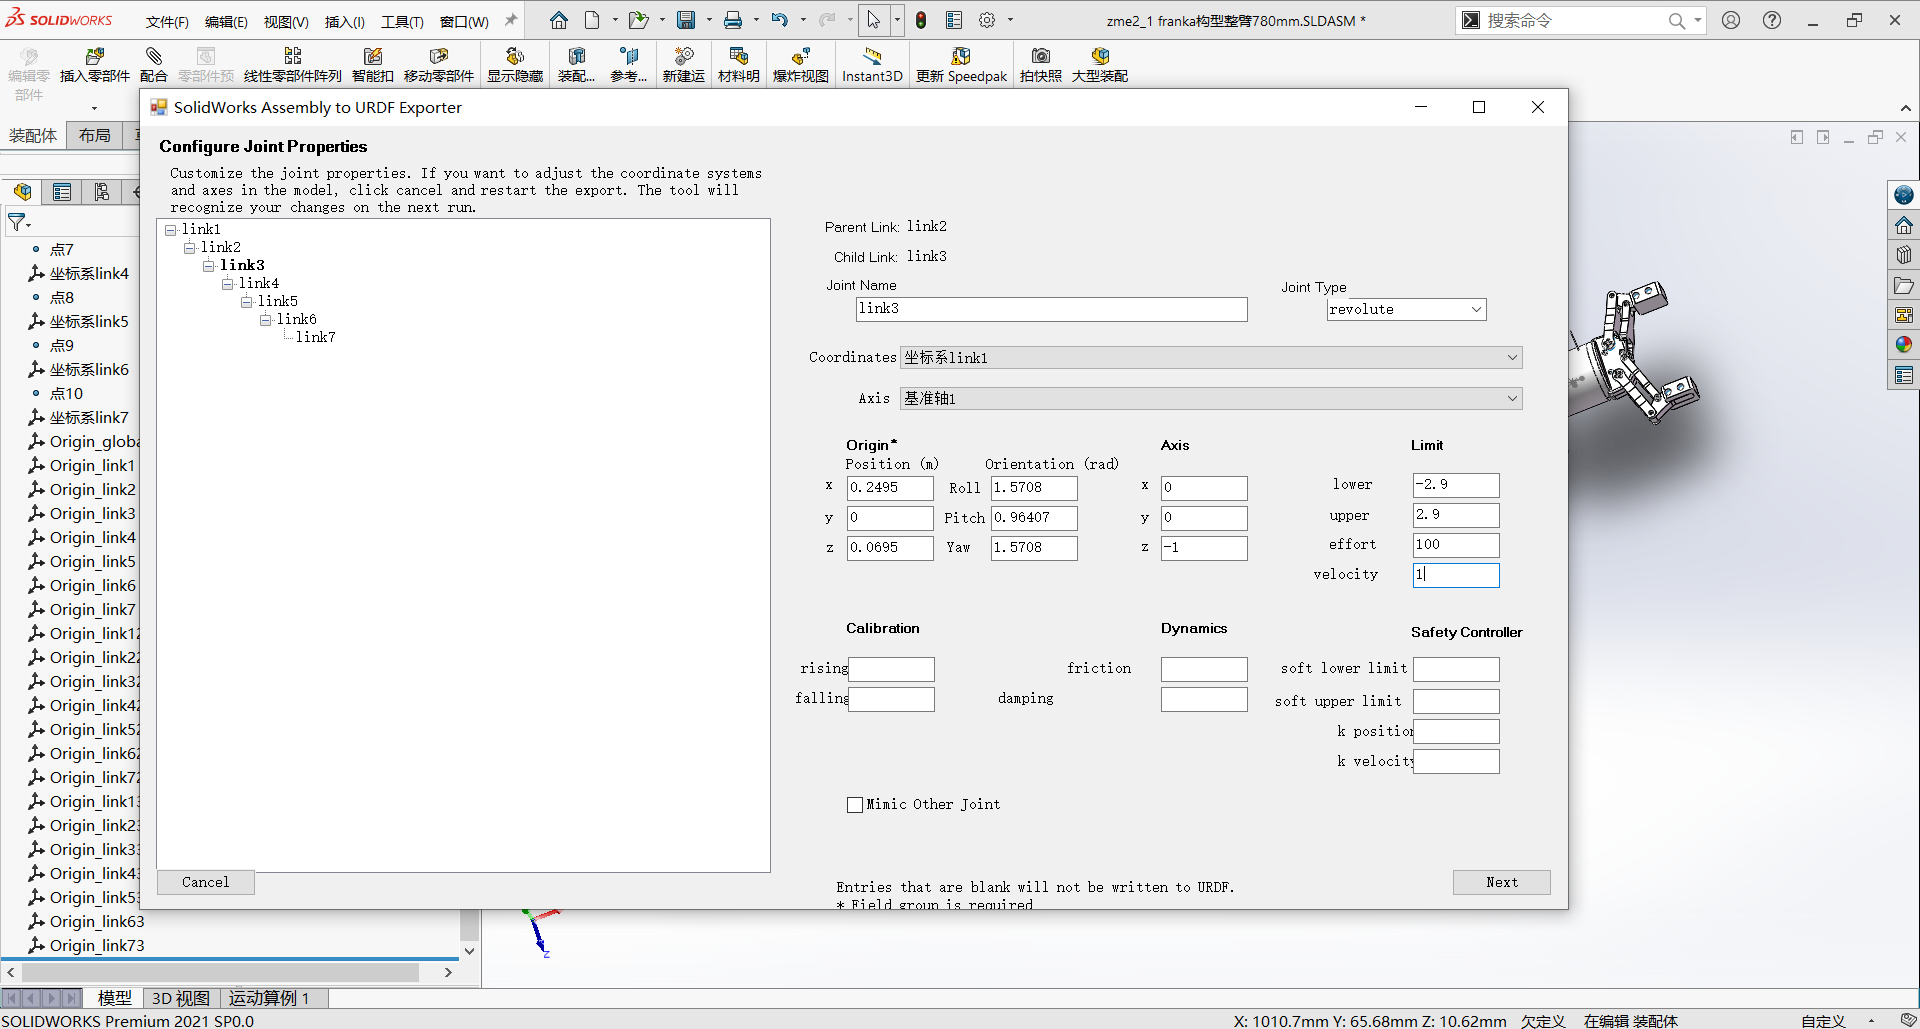 SOLIDWORKS 文件(F) 编辑(E) 视图(V) 插入(I) 工具(T) 窗口(W) zme2_1 franka构型整臂780mm.SLDASM * 搜索命令
编辑零部件 插入零部件 配合 零部件预 线性零部件阵列 智能扣 移动零部件 显示隐藏 装配... 参考... 新建运 材料明 爆炸视图 Instant3D 更新 Speedpak 拍快照 大型装配
装配体 布局
SolidWorks Assembly to URDF Exporter
Configure Joint Properties
Customize the joint properties. If you want to adjust the coordinate systems
and axes in the model, click cancel and restart the export. The tool will
recognize your changes on the next run.
link1
link2
link3
link4
link5
link6
link7
Parent Link: link2
Child Link: link3
Joint Name
link3
Joint Type
revolute
Coordinates 坐标系link1
Axis 基准轴1
Origin* Axis Limit
Position (m) Orientation (rad)
x 0.2495 Roll 1.5708 x 0 lower -2.9
y 0 Pitch 0.96407 y 0 upper 2.9
z 0.0695 Yaw 1.5708 z -1 effort 100
velocity 1
Calibration Dynamics Safety Controller
rising friction soft lower limit
falling damping soft upper limit
k position
k velocity
Mimic Other Joint
Entries that are blank will not be written to URDF.
* Field group is required
Cancel Next
点7
坐标系link4
点8
坐标系link5
点9
坐标系link6
点10
坐标系link7
Origin_globa
Origin_link1
Origin_link2
Origin_link3
Origin_link4
Origin_link5
Origin_link6
Origin_link7
Origin_link12
Origin_link22
Origin_link32
Origin_link42
Origin_link52
Origin_link62
Origin_link72
Origin_link13
Origin_link23
Origin_link33
Origin_link43
Origin_link53
Origin_link63
Origin_link73
z
模型 3D 视图 运动算例 1
SOLIDWORKS Premium 2021 SP0.0 X: 1010.7mm Y: 65.68mm Z: 10.62mm 欠定义 在编辑 装配体 自定义